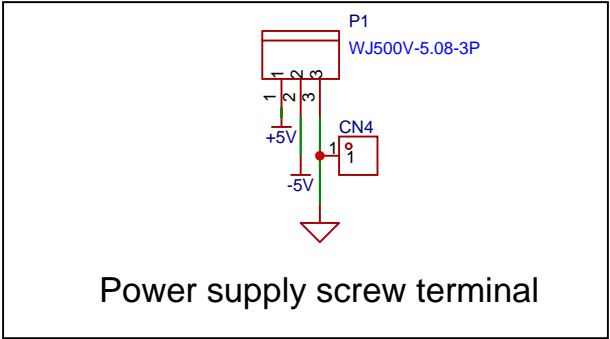 P1
WJ500V-5.08-3P
1 2 3
1 2 3
+5V
CN4
1 1
-5V
Power supply screw terminal